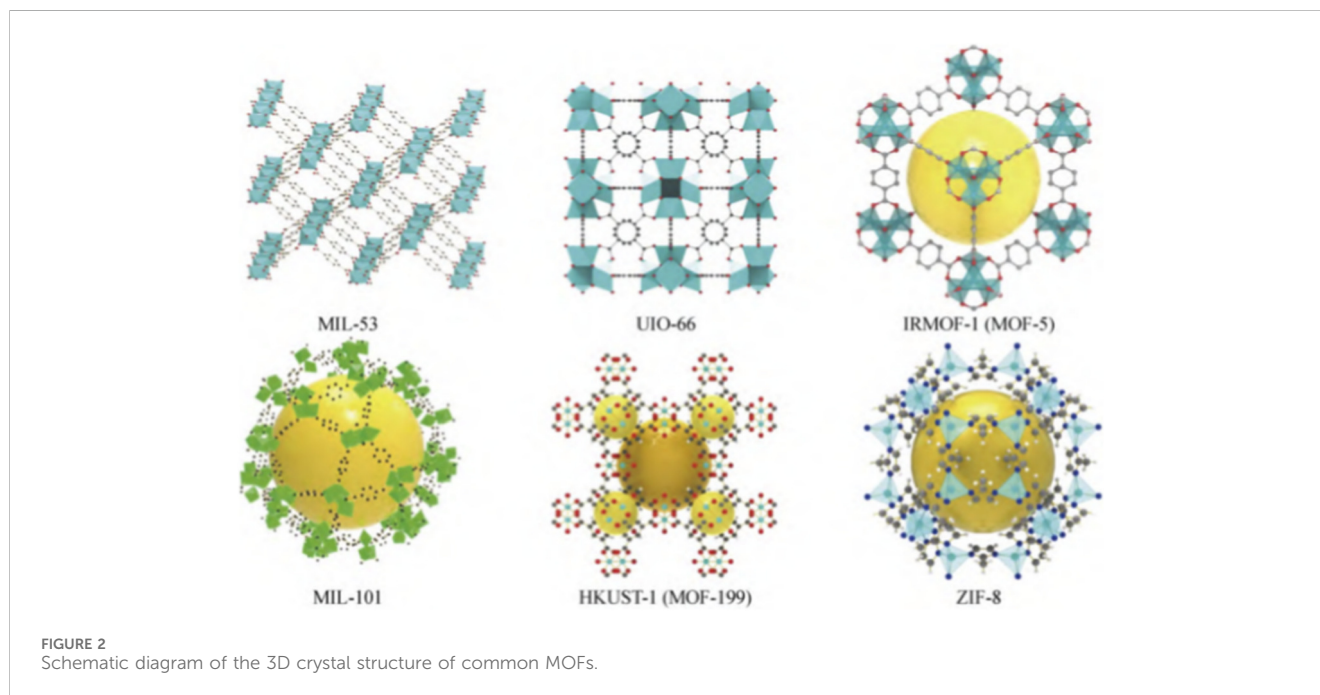 MIL-53 UIO-66 IRMOF-1 (MOF-5)
MIL-101 HKUST-1 (MOF-199) ZIF-8
FIGURE 2
Schematic diagram of the 3D crystal structure of common MOFs.